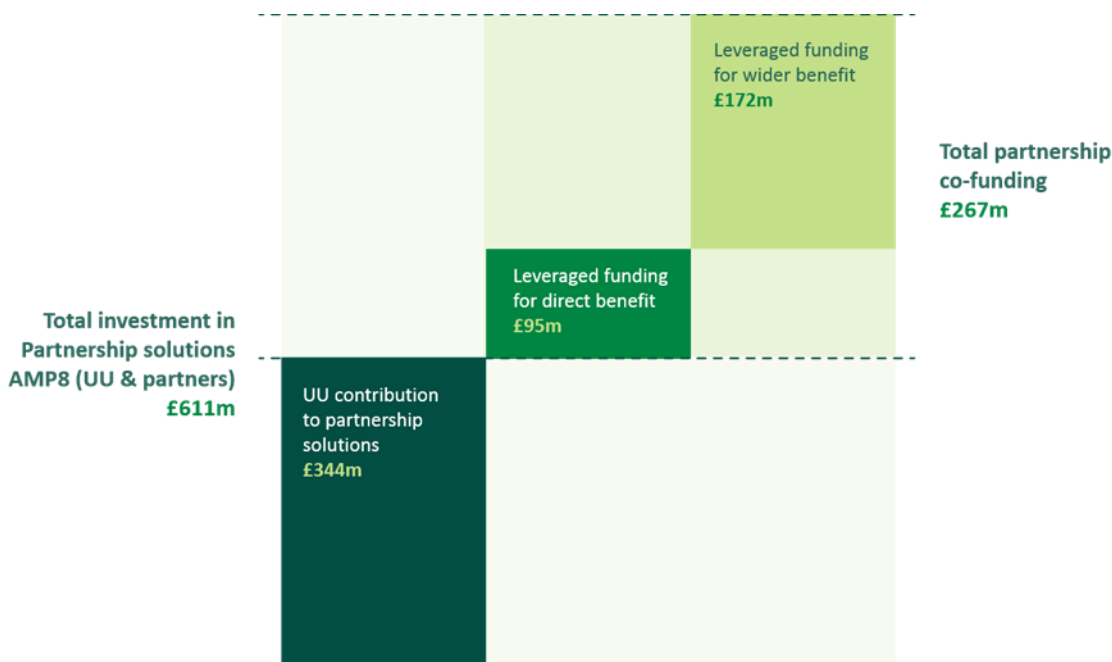 Leveraged funding
for wider benefit
£172m
Total partnership
co-funding
£267m
Leveraged funding
for direct benefit
£95m
Total investment in
Partnership solutions
AMP8 (UU & partners)
£611m
UU contribution
to partnership
solutions
£344m